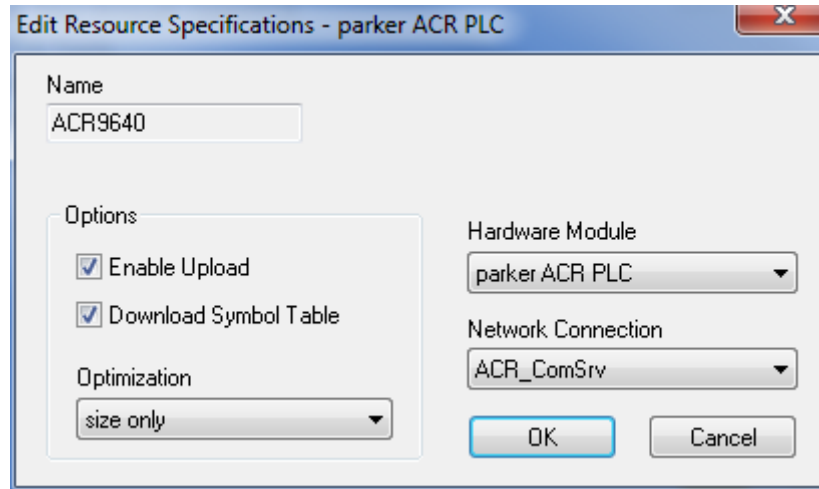 Edit Resource Specifications - parker ACR PLC
Name
ACR9640
Options
Enable Upload
Download Symbol Table
Optimization
size only
Hardware Module
parker ACR PLC
Network Connection
ACR_ComSrv
OK
Cancel